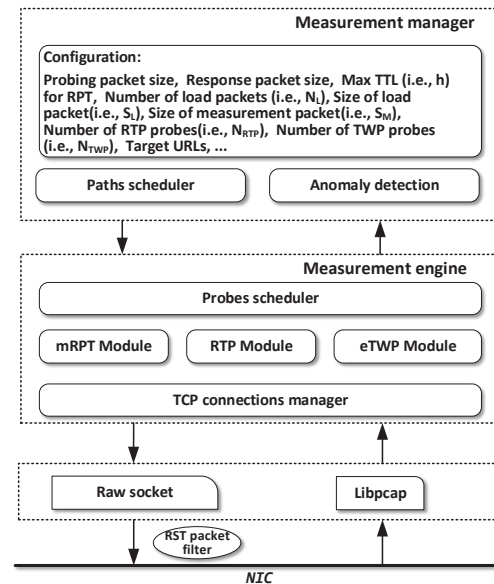 Measurement manager
Configuration:
Probing packet size, Response packet size, Max TTL (i.e., h)
for RPT, Number of load packets (i.e., NL), Size of load
packet(i.e., SL), Size of measurement packet(i.e., SM),
Number of RTP probes(i.e., NRTP), Number of TWP probes
(i.e., NTWP), Target URLs, ...
Paths scheduler
Anomaly detection
Measurement engine
Probes scheduler
mRPT Module
RTP Module
eTWP Module
TCP connections manager
Raw socket
Libpcap
RST packet
filter
NIC